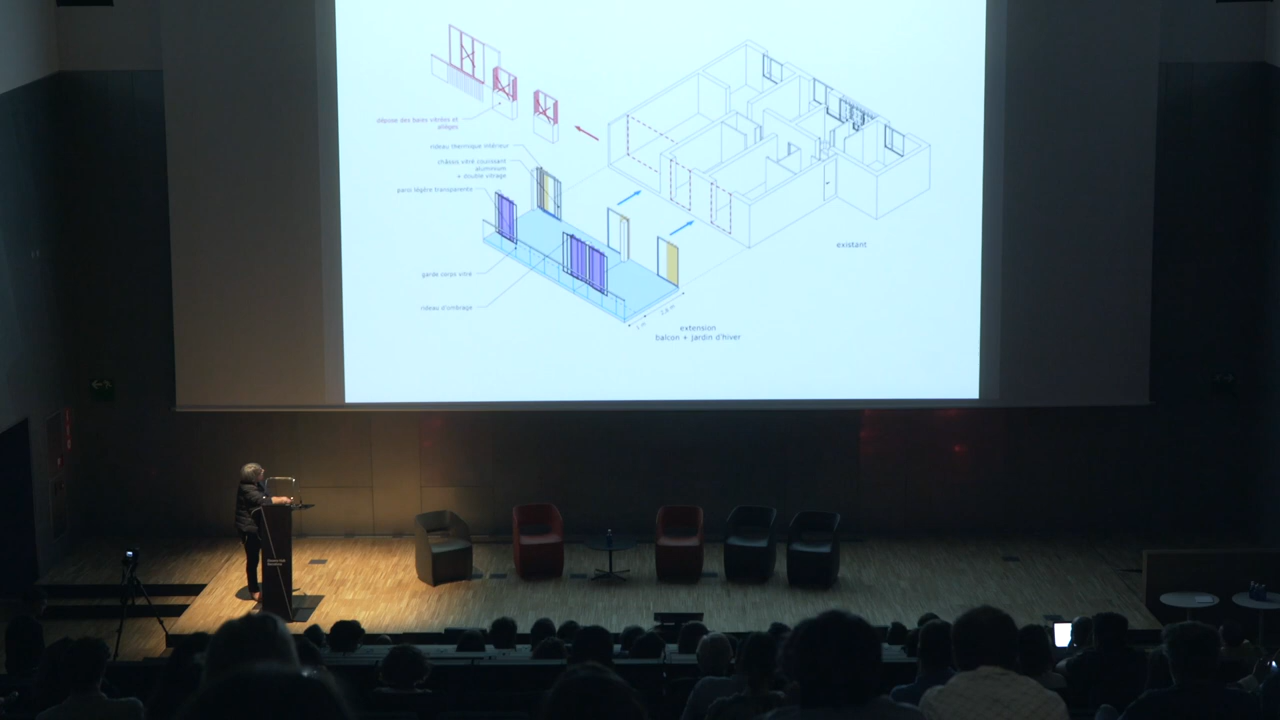 dépose des baies vitrées et
allèges
rideau thermique intérieur
châssis vitré coulissant
aluminium
+ double vitrage
paroi légère transparente
garde corps vitré
rideau d'ombrage
existant
1 m
extension
balcon + jardin d'hiver